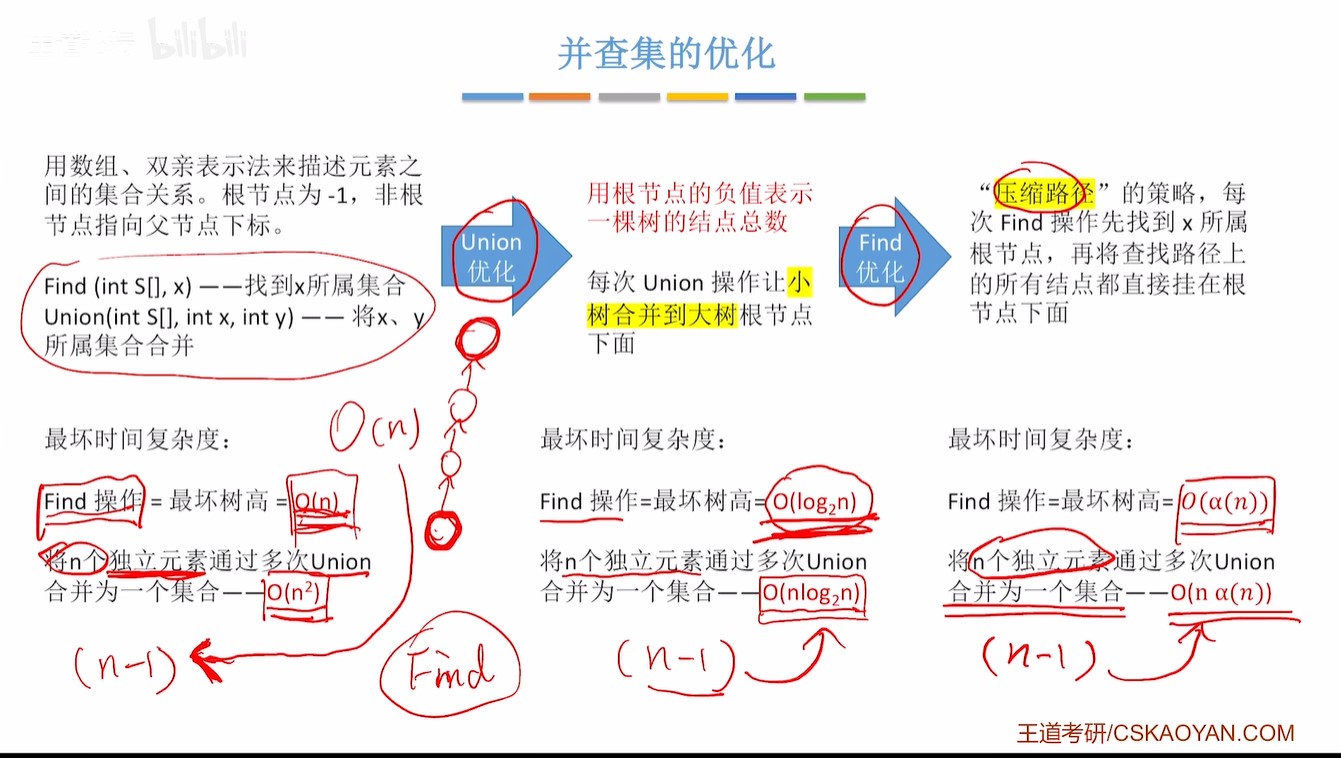 bilibili
并查集的优化
用数组、双亲表示法来描述元素之
间的集合关系。根节点为 -1，非根
节点指向父节点下标。
Find (int S[], x) ——找到x所属集合
Union(int S[], int x, int y) —— 将x、y
所属集合合并
Union
优化
用根节点的负值表示
一棵树的结点总数
每次 Union 操作让小
树合并到大树根节点
下面
Find
优化
“压缩路径”的策略，每
次 Find 操作先找到 x 所属
根节点，再将查找路径上
的所有结点都直接挂在根
节点下面
O(n)
最坏时间复杂度：
Find 操作 = 最坏树高 = O(n)
将n个独立元素通过多次Union
合并为一个集合——O(n²)
(n-1)
Find
最坏时间复杂度：
Find 操作=最坏树高=O(log₂n)
将n个独立元素通过多次Union
合并为一个集合——O(nlog₂n)
(n-1)
最坏时间复杂度：
Find 操作=最坏树高=O(α(n))
将n个独立元素通过多次Union
合并为一个集合——O(n α(n))
(n-1)
王道考研/CSKAOYAN.COM